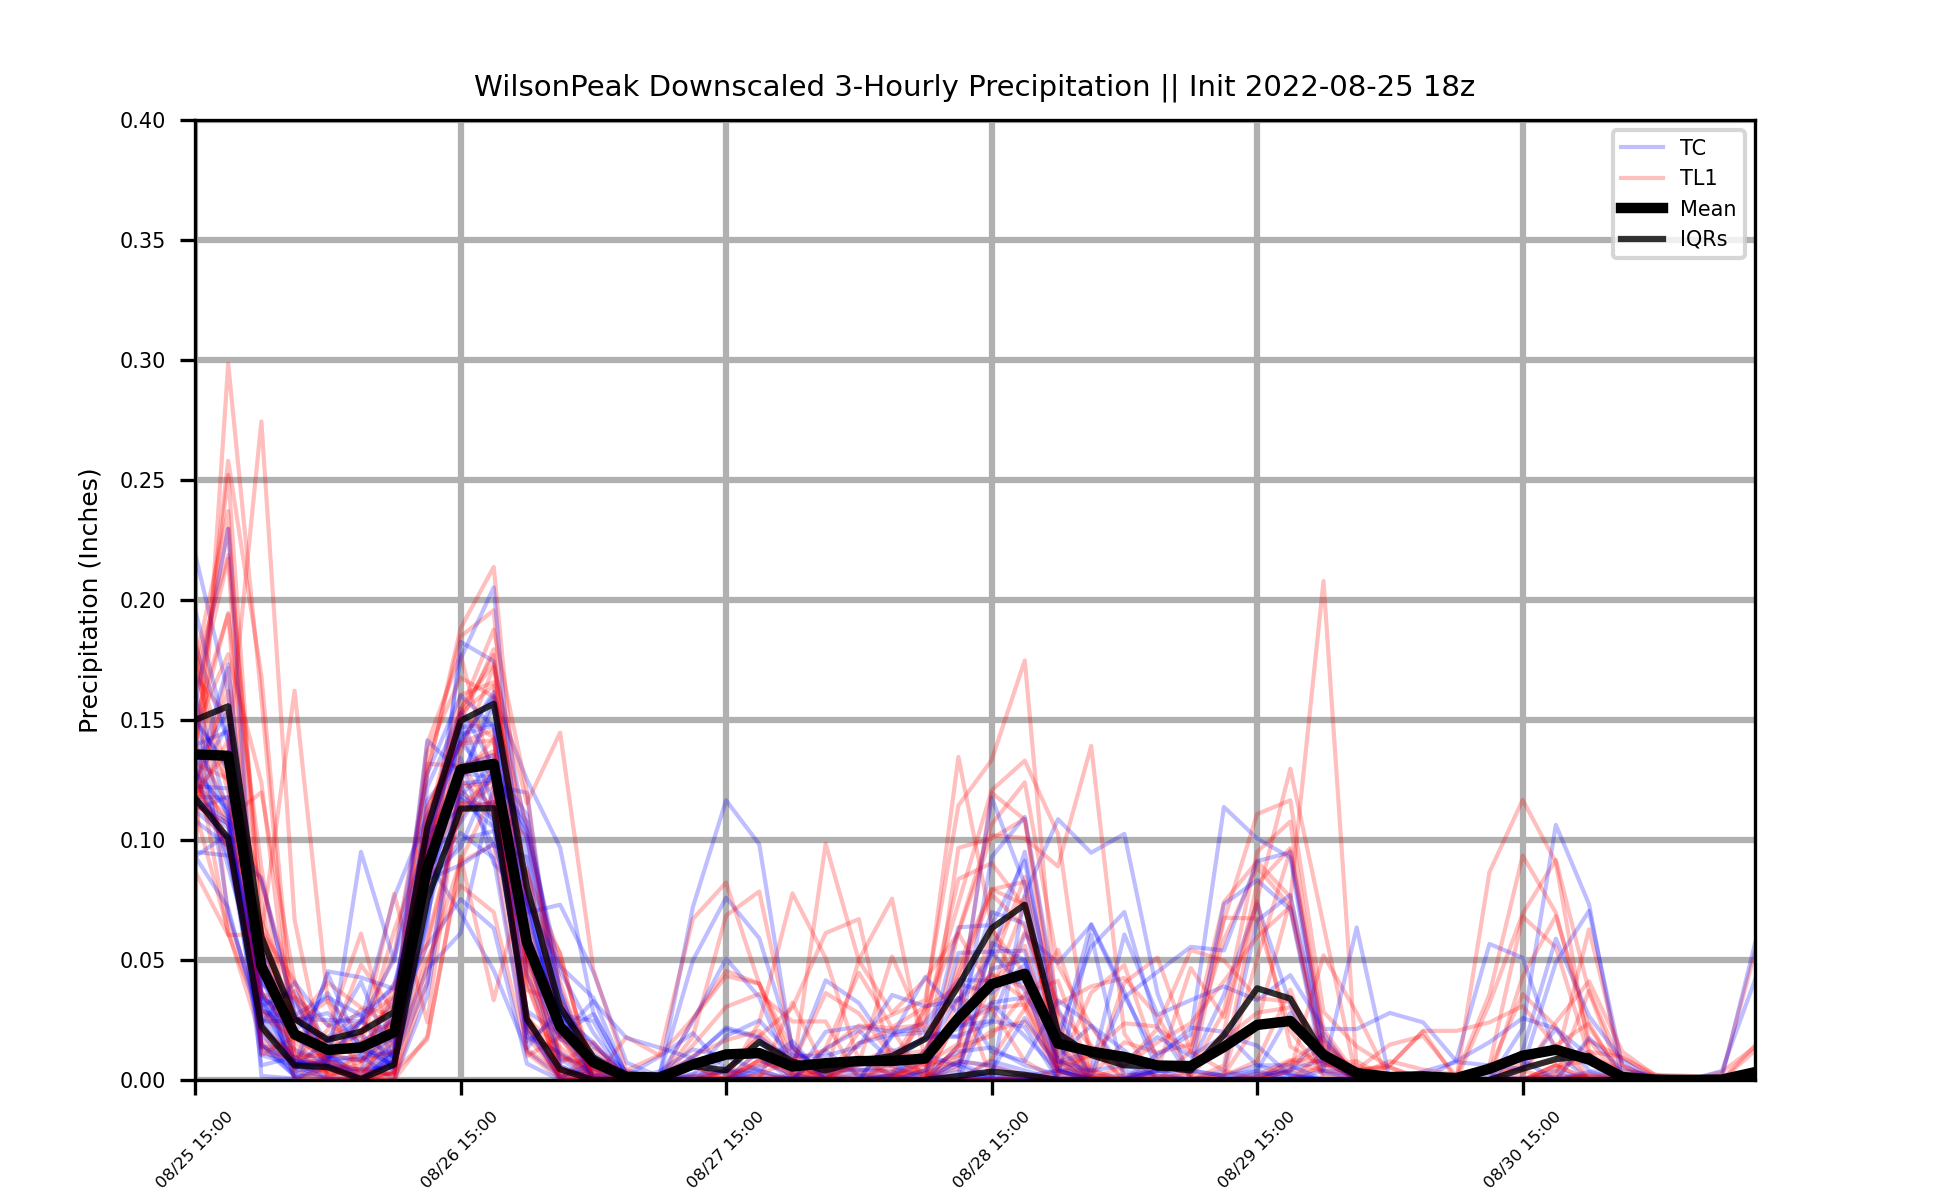 WilsonPeak Downscaled 3-Hourly Precipitation || Init 2022-08-25 18z
0.40
0.35
0.30
0.25
0.20
0.15
0.10
0.05
0.00
Precipitation (Inches)
TC
TL1
Mean
IQRs
08/25 15:00
08/26 15:00
08/27 15:00
08/28 15:00
08/29 15:00
08/30 15:00